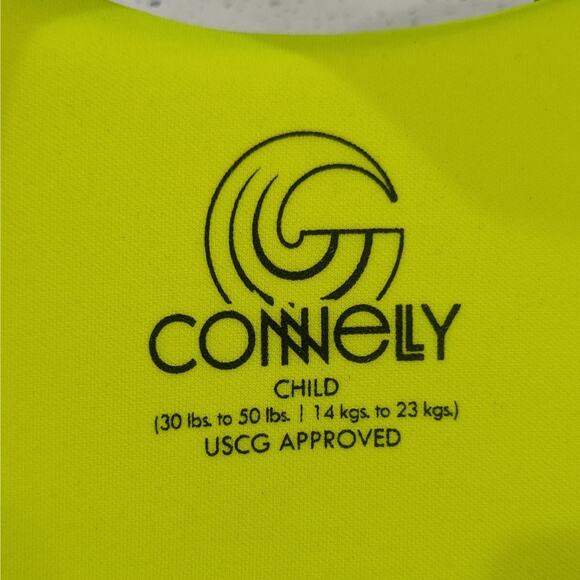 CONNELLY
CHILD
(30 lbs. to 50 lbs. | 14 kgs. to 23 kgs.)
USCG APPROVED